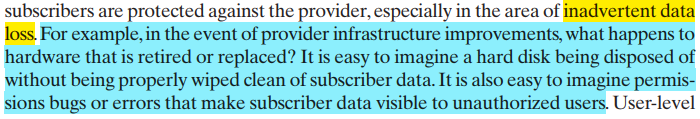 subscribers are protected against the provider, especially in the area of inadvertent data
loss. For example, in the event of provider infrastructure improvements, what happens to
hardware that is retired or replaced? It is easy to imagine a hard disk being disposed of
without being properly wiped clean of subscriber data. It is also easy to imagine permis-
sions bugs or errors that make subscriber data visible to unauthorized users. User-level